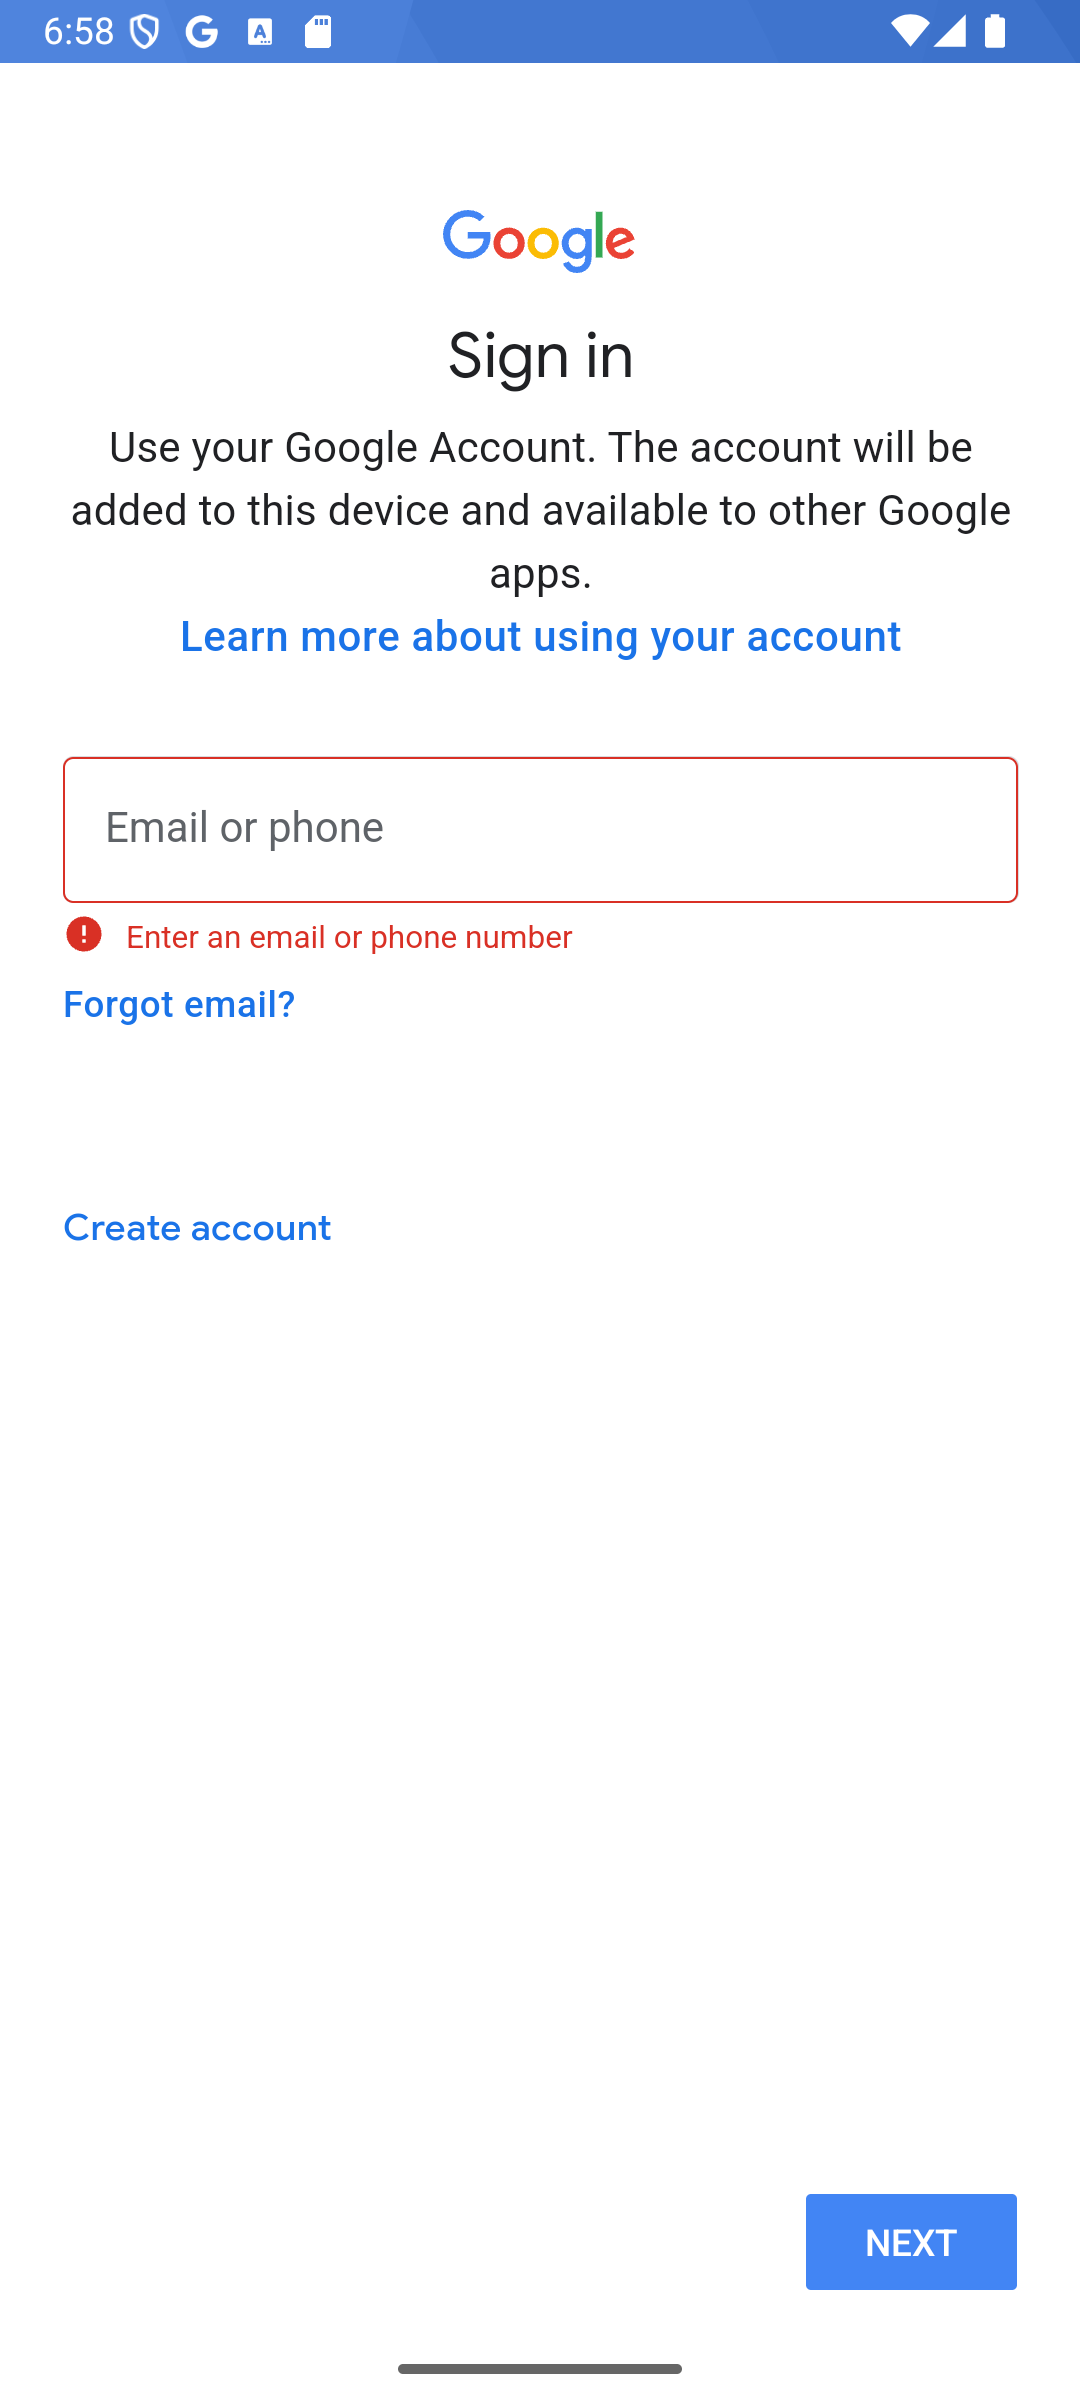 6:58
Google
Sign in
Use your Google Account. The account will be
added to this device and available to other Google
apps.
Learn more about using your account
Email or phone
Enter an email or phone number
Forgot email?
Create account
NEXT